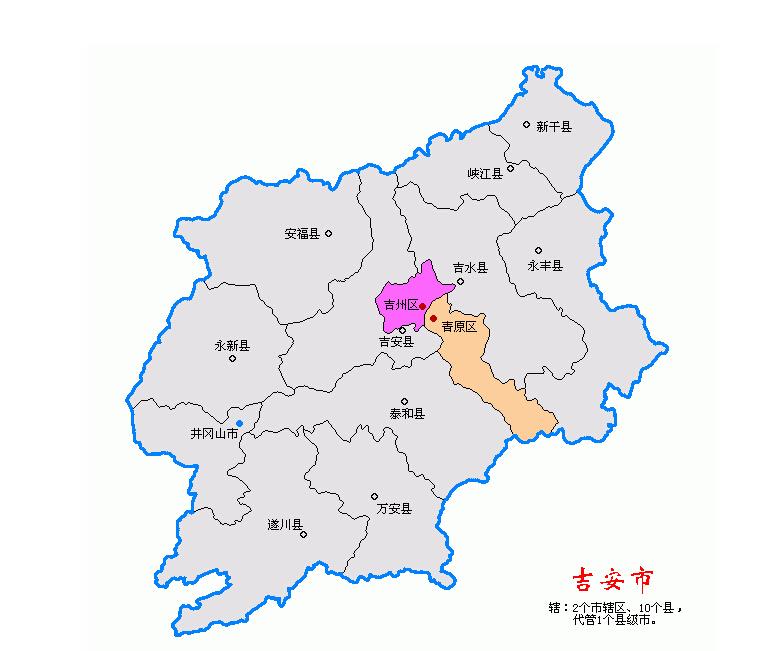 新干县
峡江县
安福县
永丰县
吉水县
吉州区
青原区
吉安县
永新县
泰和县
井冈山市
万安县
遂川县
吉安市
辖：2个市辖区、10个县，
代管1个县级市。